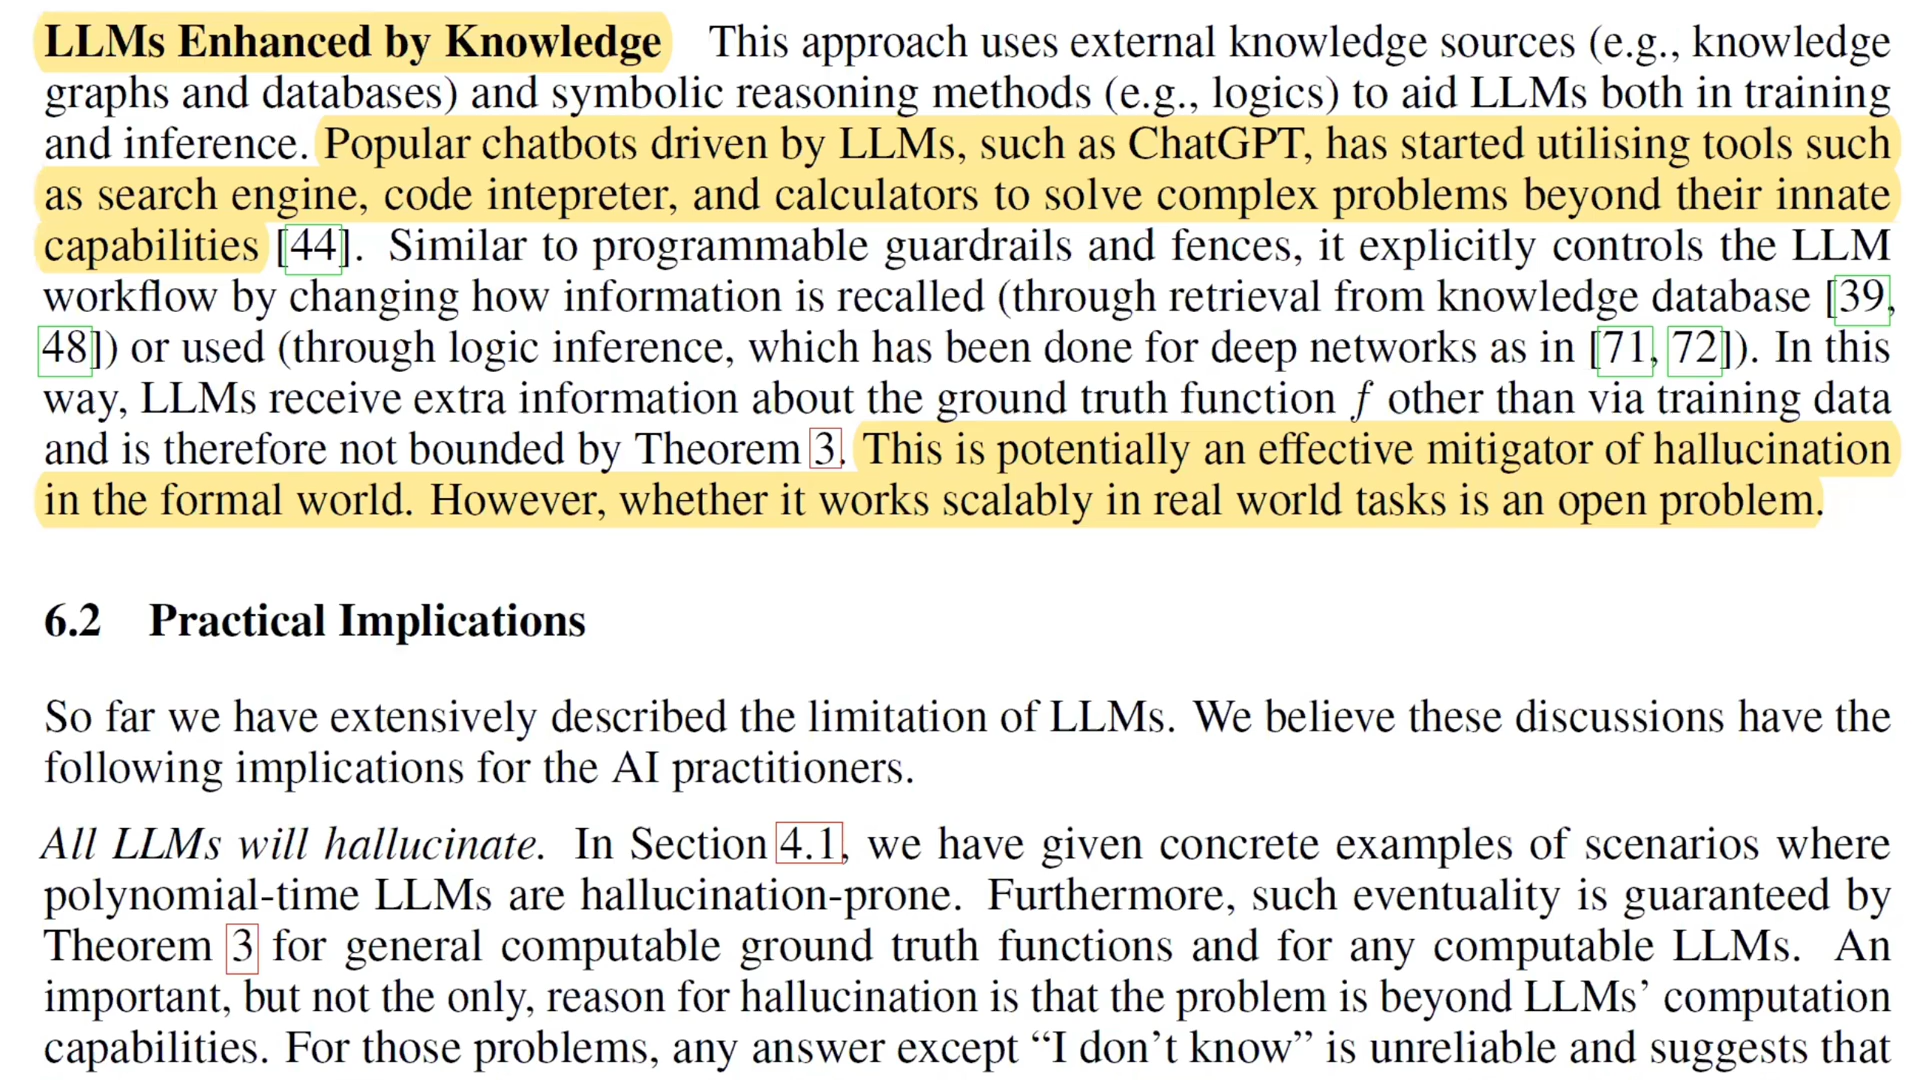 LLMs Enhanced by Knowledge This approach uses external knowledge sources (e.g., knowledge
graphs and databases) and symbolic reasoning methods (e.g., logics) to aid LLMs both in training
and inference. Popular chatbots driven by LLMs, such as ChatGPT, has started utilising tools such
as search engine, code intepreter, and calculators to solve complex problems beyond their innate
capabilities [44]. Similar to programmable guardrails and fences, it explicitly controls the LLM
workflow by changing how information is recalled (through retrieval from knowledge database [39,
48]) or used (through logic inference, which has been done for deep networks as in [71, 72]). In this
way, LLMs receive extra information about the ground truth function f other than via training data
and is therefore not bounded by Theorem 3. This is potentially an effective mitigator of hallucination
in the formal world. However, whether it works scalably in real world tasks is an open problem.
6.2 Practical Implications
So far we have extensively described the limitation of LLMs. We believe these discussions have the
following implications for the AI practitioners.
All LLMs will hallucinate. In Section 4.1, we have given concrete examples of scenarios where
polynomial-time LLMs are hallucination-prone. Furthermore, such eventuality is guaranteed by
Theorem 3 for general computable ground truth functions and for any computable LLMs. An
important, but not the only, reason for hallucination is that the problem is beyond LLMs’ computation
capabilities. For those problems, any answer except “I don’t know” is unreliable and suggests that